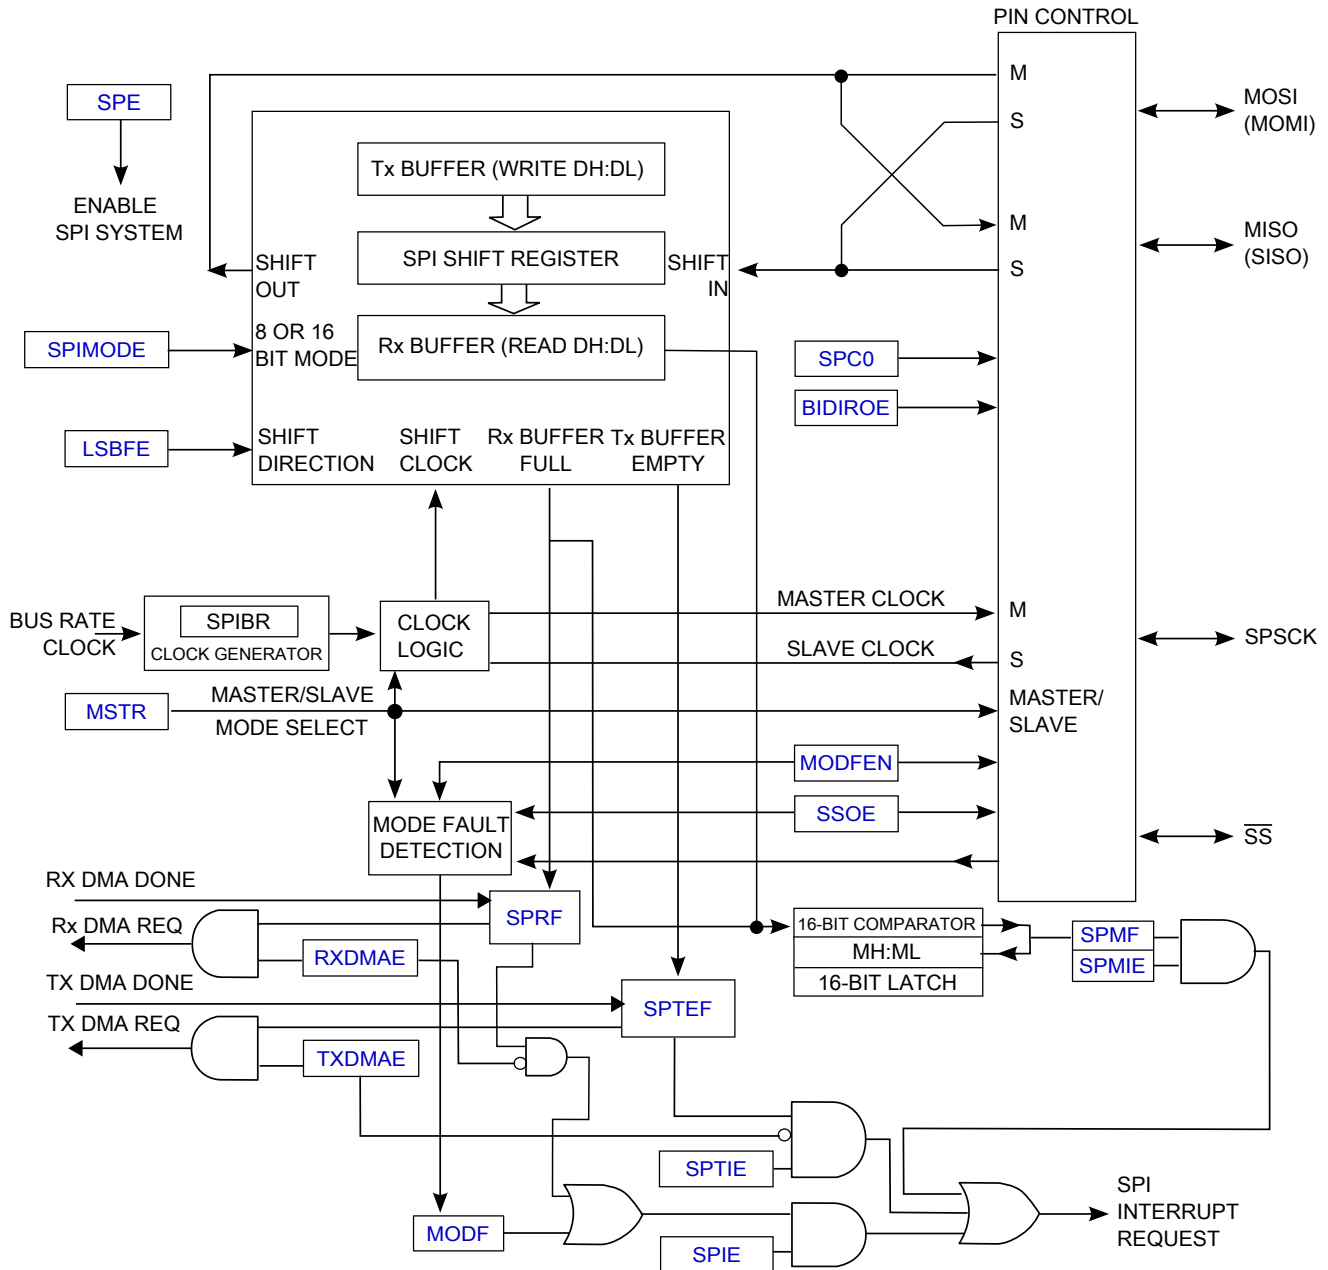 PIN CONTROL
SPE
ENABLE
SPI SYSTEM
Tx BUFFER (WRITE DH:DL)
SPI SHIFT REGISTER
Rx BUFFER (READ DH:DL)
SHIFT
OUT
SHIFT
IN
8 OR 16
BIT MODE
SPIMODE
LSBFE
SHIFT
DIRECTION
SHIFT
CLOCK
Rx BUFFER
FULL
Tx BUFFER
EMPTY
M
S
M
S
MOSI
(MOMI)
MISO
(SISO)
SPC0
BIDIROE
BUS RATE
CLOCK
SPIBR
CLOCK GENERATOR
CLOCK
LOGIC
MASTER CLOCK
M
SLAVE CLOCK
S
SPSCK
MSTR
MASTER/SLAVE
MODE SELECT
MASTER/
SLAVE
MODFEN
SSOE
MODE FAULT
DETECTION
SS
RX DMA DONE
Rx DMA REQ
TX DMA DONE
TX DMA REQ
SPRF
RXDMAE
SPTEF
TXDMAE
16-BIT COMPARATOR
MH:ML
16-BIT LATCH
SPMF
SPMIE
SPTIE
MODF
SPIE
SPI
INTERRUPT
REQUEST